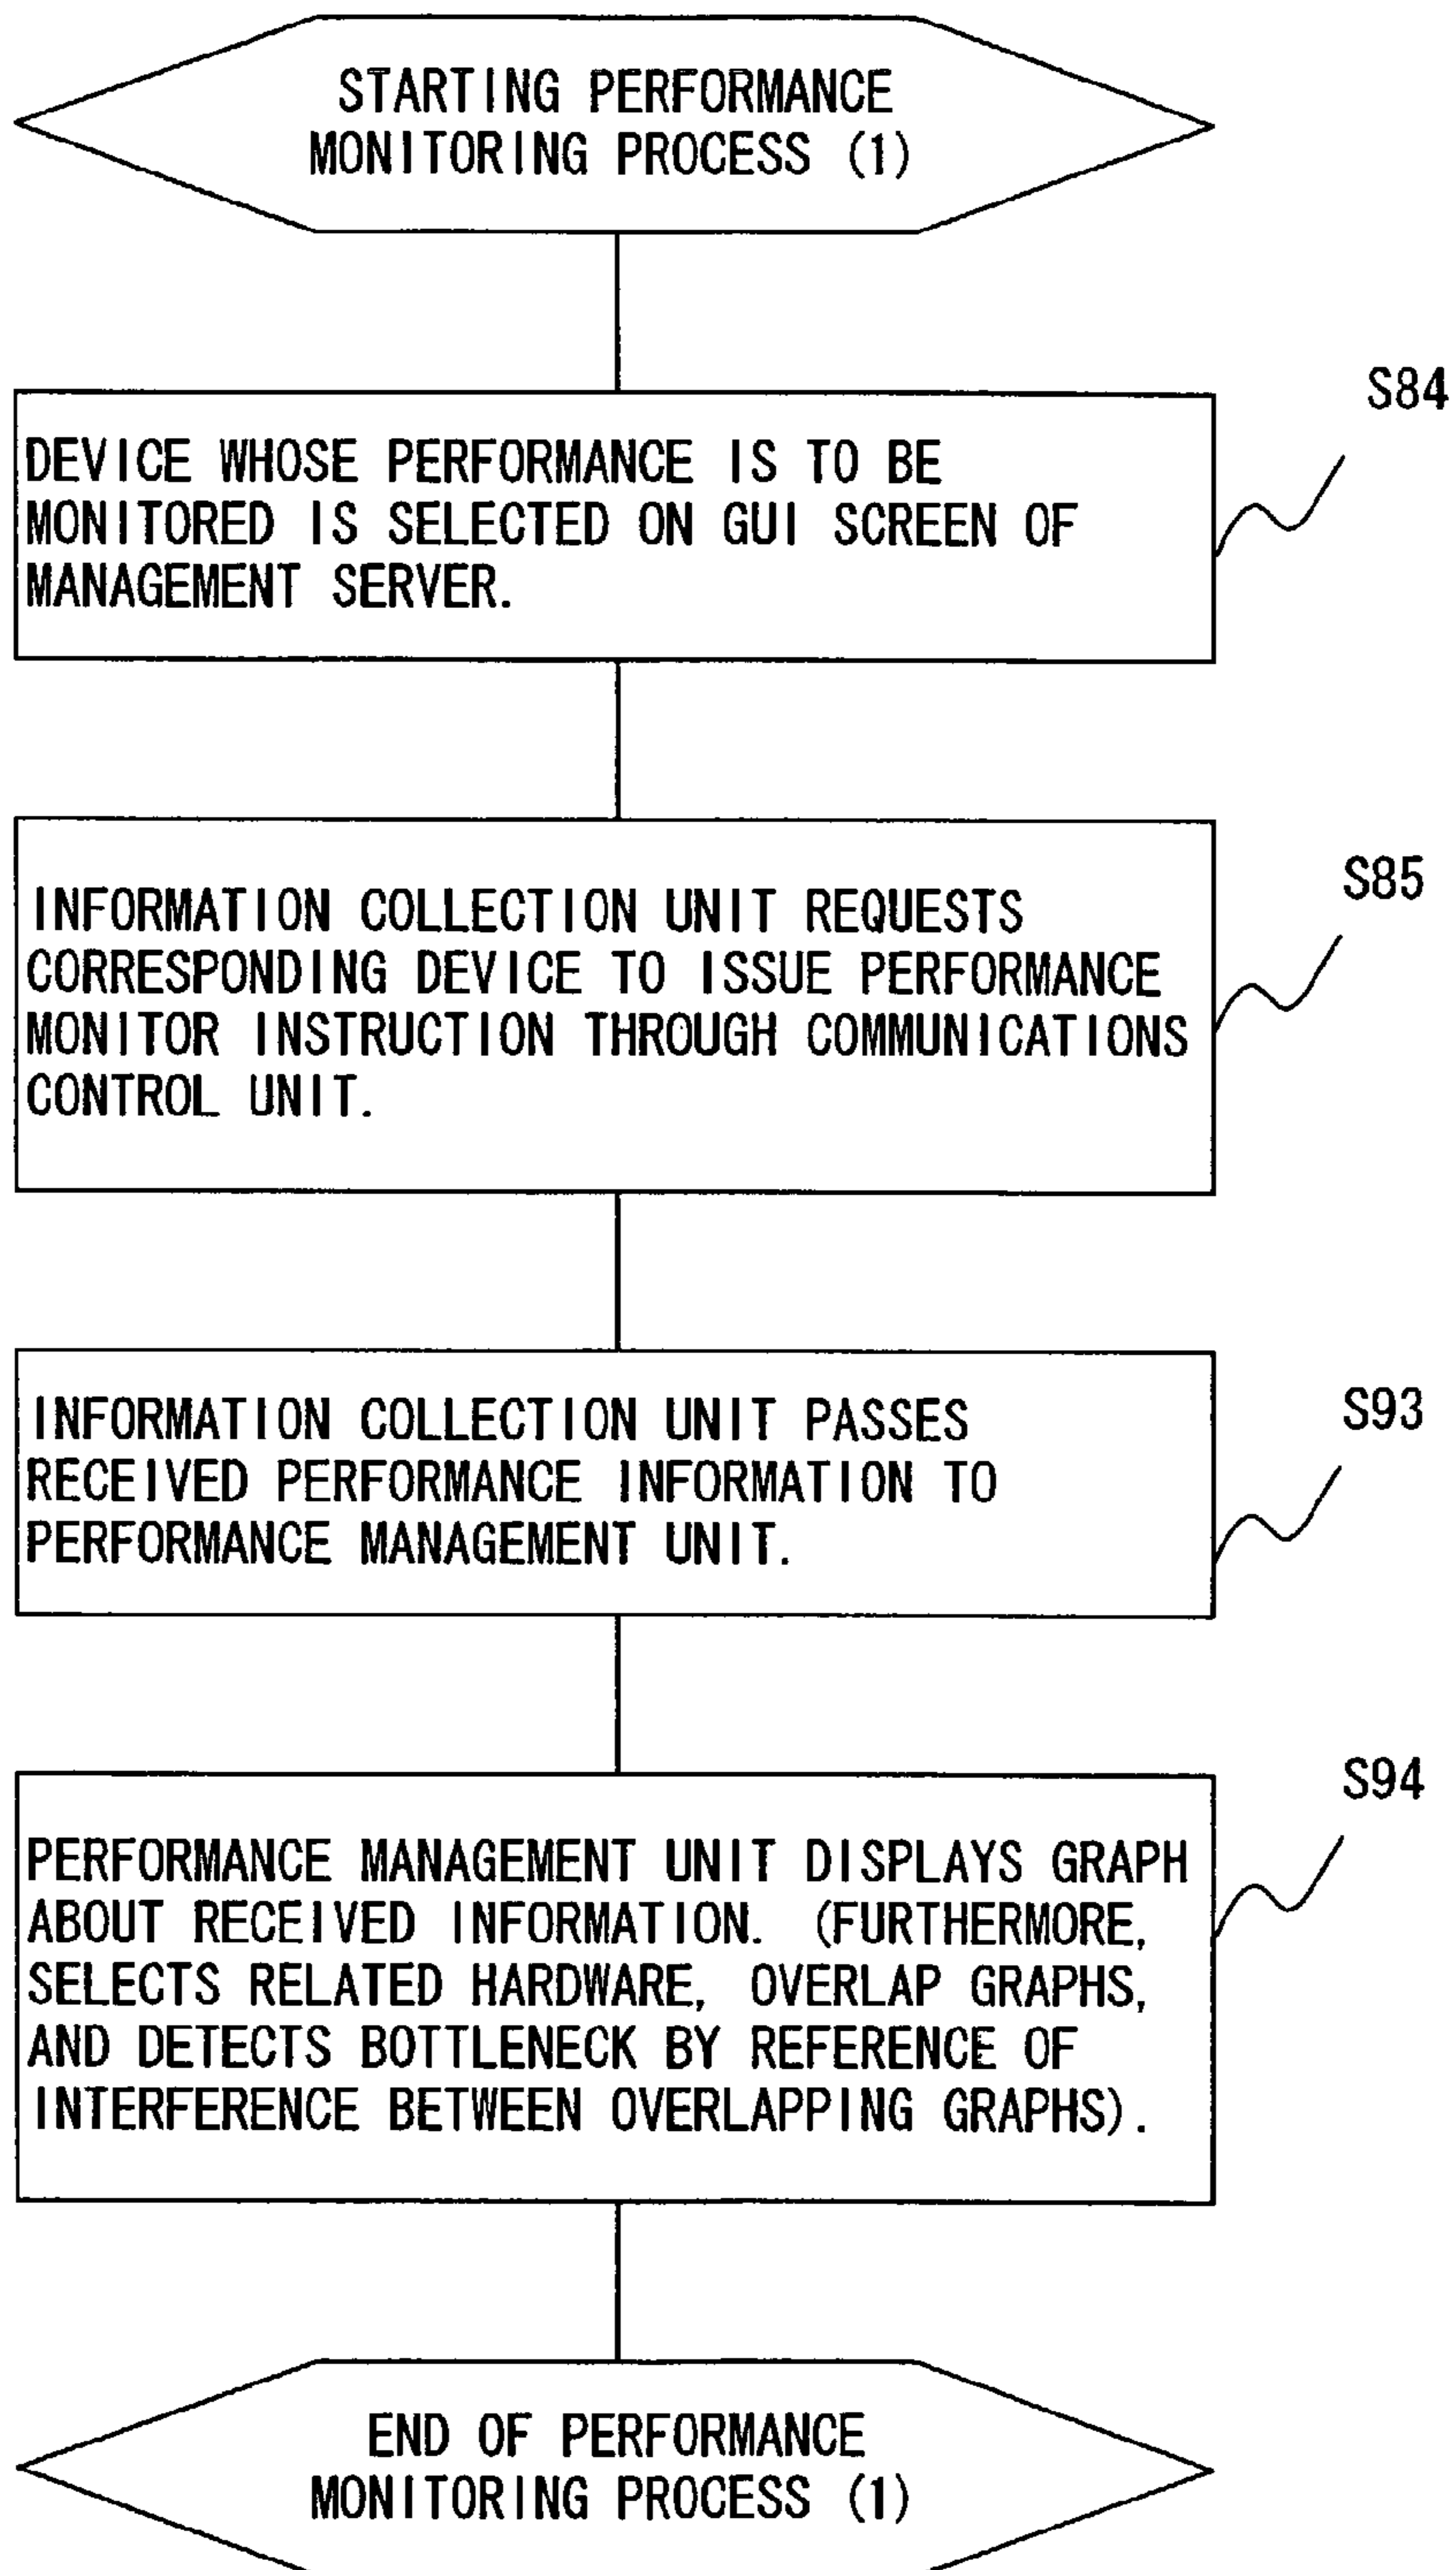 STARTING PERFORMANCE
MONITORING PROCESS (1)
S84
DEVICE WHOSE PERFORMANCE IS TO BE
MONITORED IS SELECTED ON GUI SCREEN OF
MANAGEMENT SERVER.
S85
INFORMATION COLLECTION UNIT REQUESTS
CORRESPONDING DEVICE TO ISSUE PERFORMANCE
MONITOR INSTRUCTION THROUGH COMMUNICATIONS
CONTROL UNIT.
S93
INFORMATION COLLECTION UNIT PASSES
RECEIVED PERFORMANCE INFORMATION TO
PERFORMANCE MANAGEMENT UNIT.
S94
PERFORMANCE MANAGEMENT UNIT DISPLAYS GRAPH
ABOUT RECEIVED INFORMATION. (FURTHERMORE,
SELECTS RELATED HARDWARE, OVERLAP GRAPHS,
AND DETECTS BOTTLENECK BY REFERENCE OF
INTERFERENCE BETWEEN OVERLAPPING GRAPHS).
END OF PERFORMANCE
MONITORING PROCESS (1)